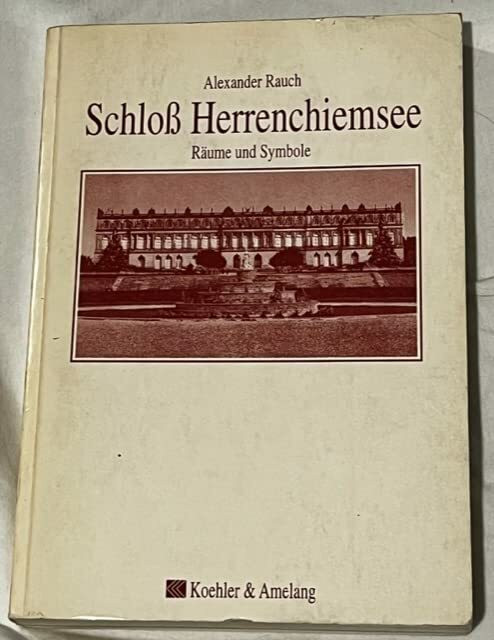 Alexander Rauch
Schloß Herrenchiemsee
Räume und Symbole
Koehler & Amelang